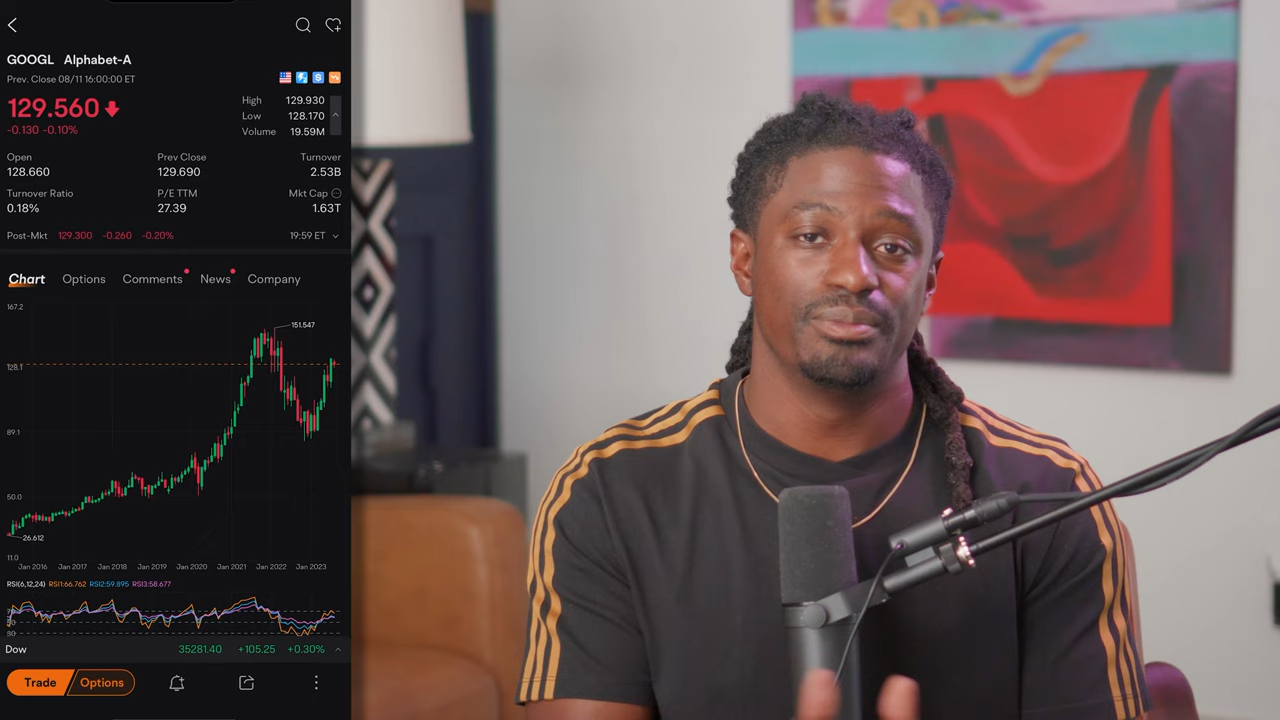 GOOGL Alphabet-A
Prev. Close 08/11 16:00:00 ET
129.560
-0.130 -0.10%
High 129.930
Low 128.170
Volume 19.59M
Open Prev Close Turnover
128.660 129.690 2.53B
Turnover Ratio P/E TTM Mkt Cap
0.18% 27.39 1.63T
Post-Mkt 129.300 -0.260 -0.20% 19:59 ET
Chart Options Comments News Company
167.2
151.547
128.1
89.1
50.0
26.612
11.0
Jan 2016 Jan 2017 Jan 2018 Jan 2019 Jan 2020 Jan 2021 Jan 2022 Jan 2023
RSI(6,12,24) RSI1:66.762 RSI2:59.895 RSI3:58.677
Dow 35281.40 +105.25 +0.30%
Trade Options